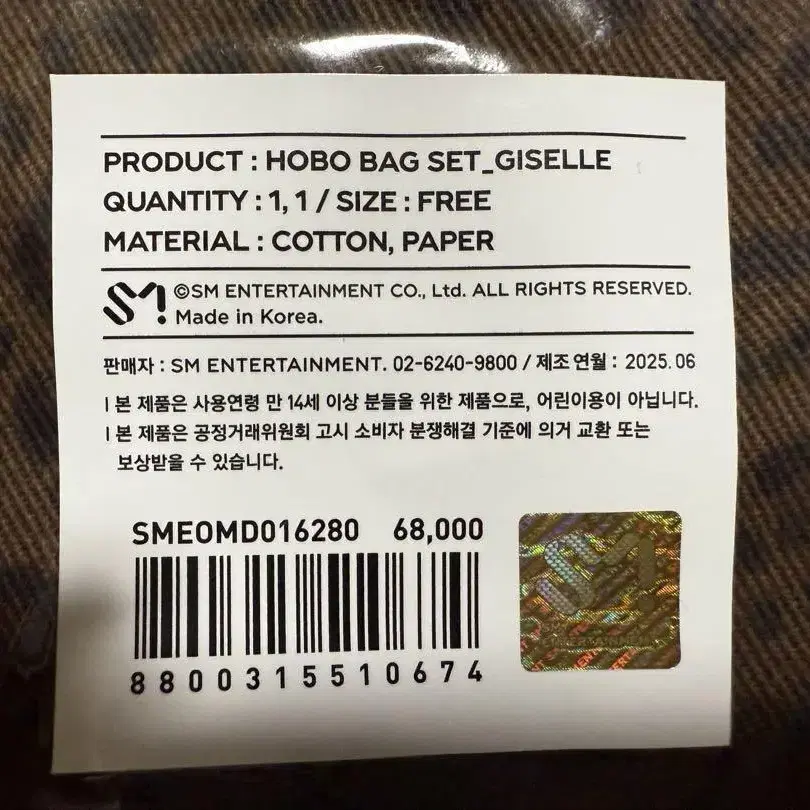 PRODUCT : HOBO BAG SET_GISELLE
QUANTITY : 1, 1 / SIZE : FREE
MATERIAL : COTTON, PAPER
SM
©SM ENTERTAINMENT CO., Ltd. ALL RIGHTS RESERVED.
Made in Korea.
판매자 : SM ENTERTAINMENT. 02-6240-9800 / 제조연월 : 2025.06
| 본 제품은 사용연령 만 14세 이상 분들을 위한 제품으로, 어린이용이 아닙니다.
| 본 제품은 공정거래위원회 고시 소비자 분쟁해결 기준에 의거 교환 또는
보상받을 수 있습니다.
SMEOMD016280 68,000
8800315510674
SM
ENTERTAINMENT